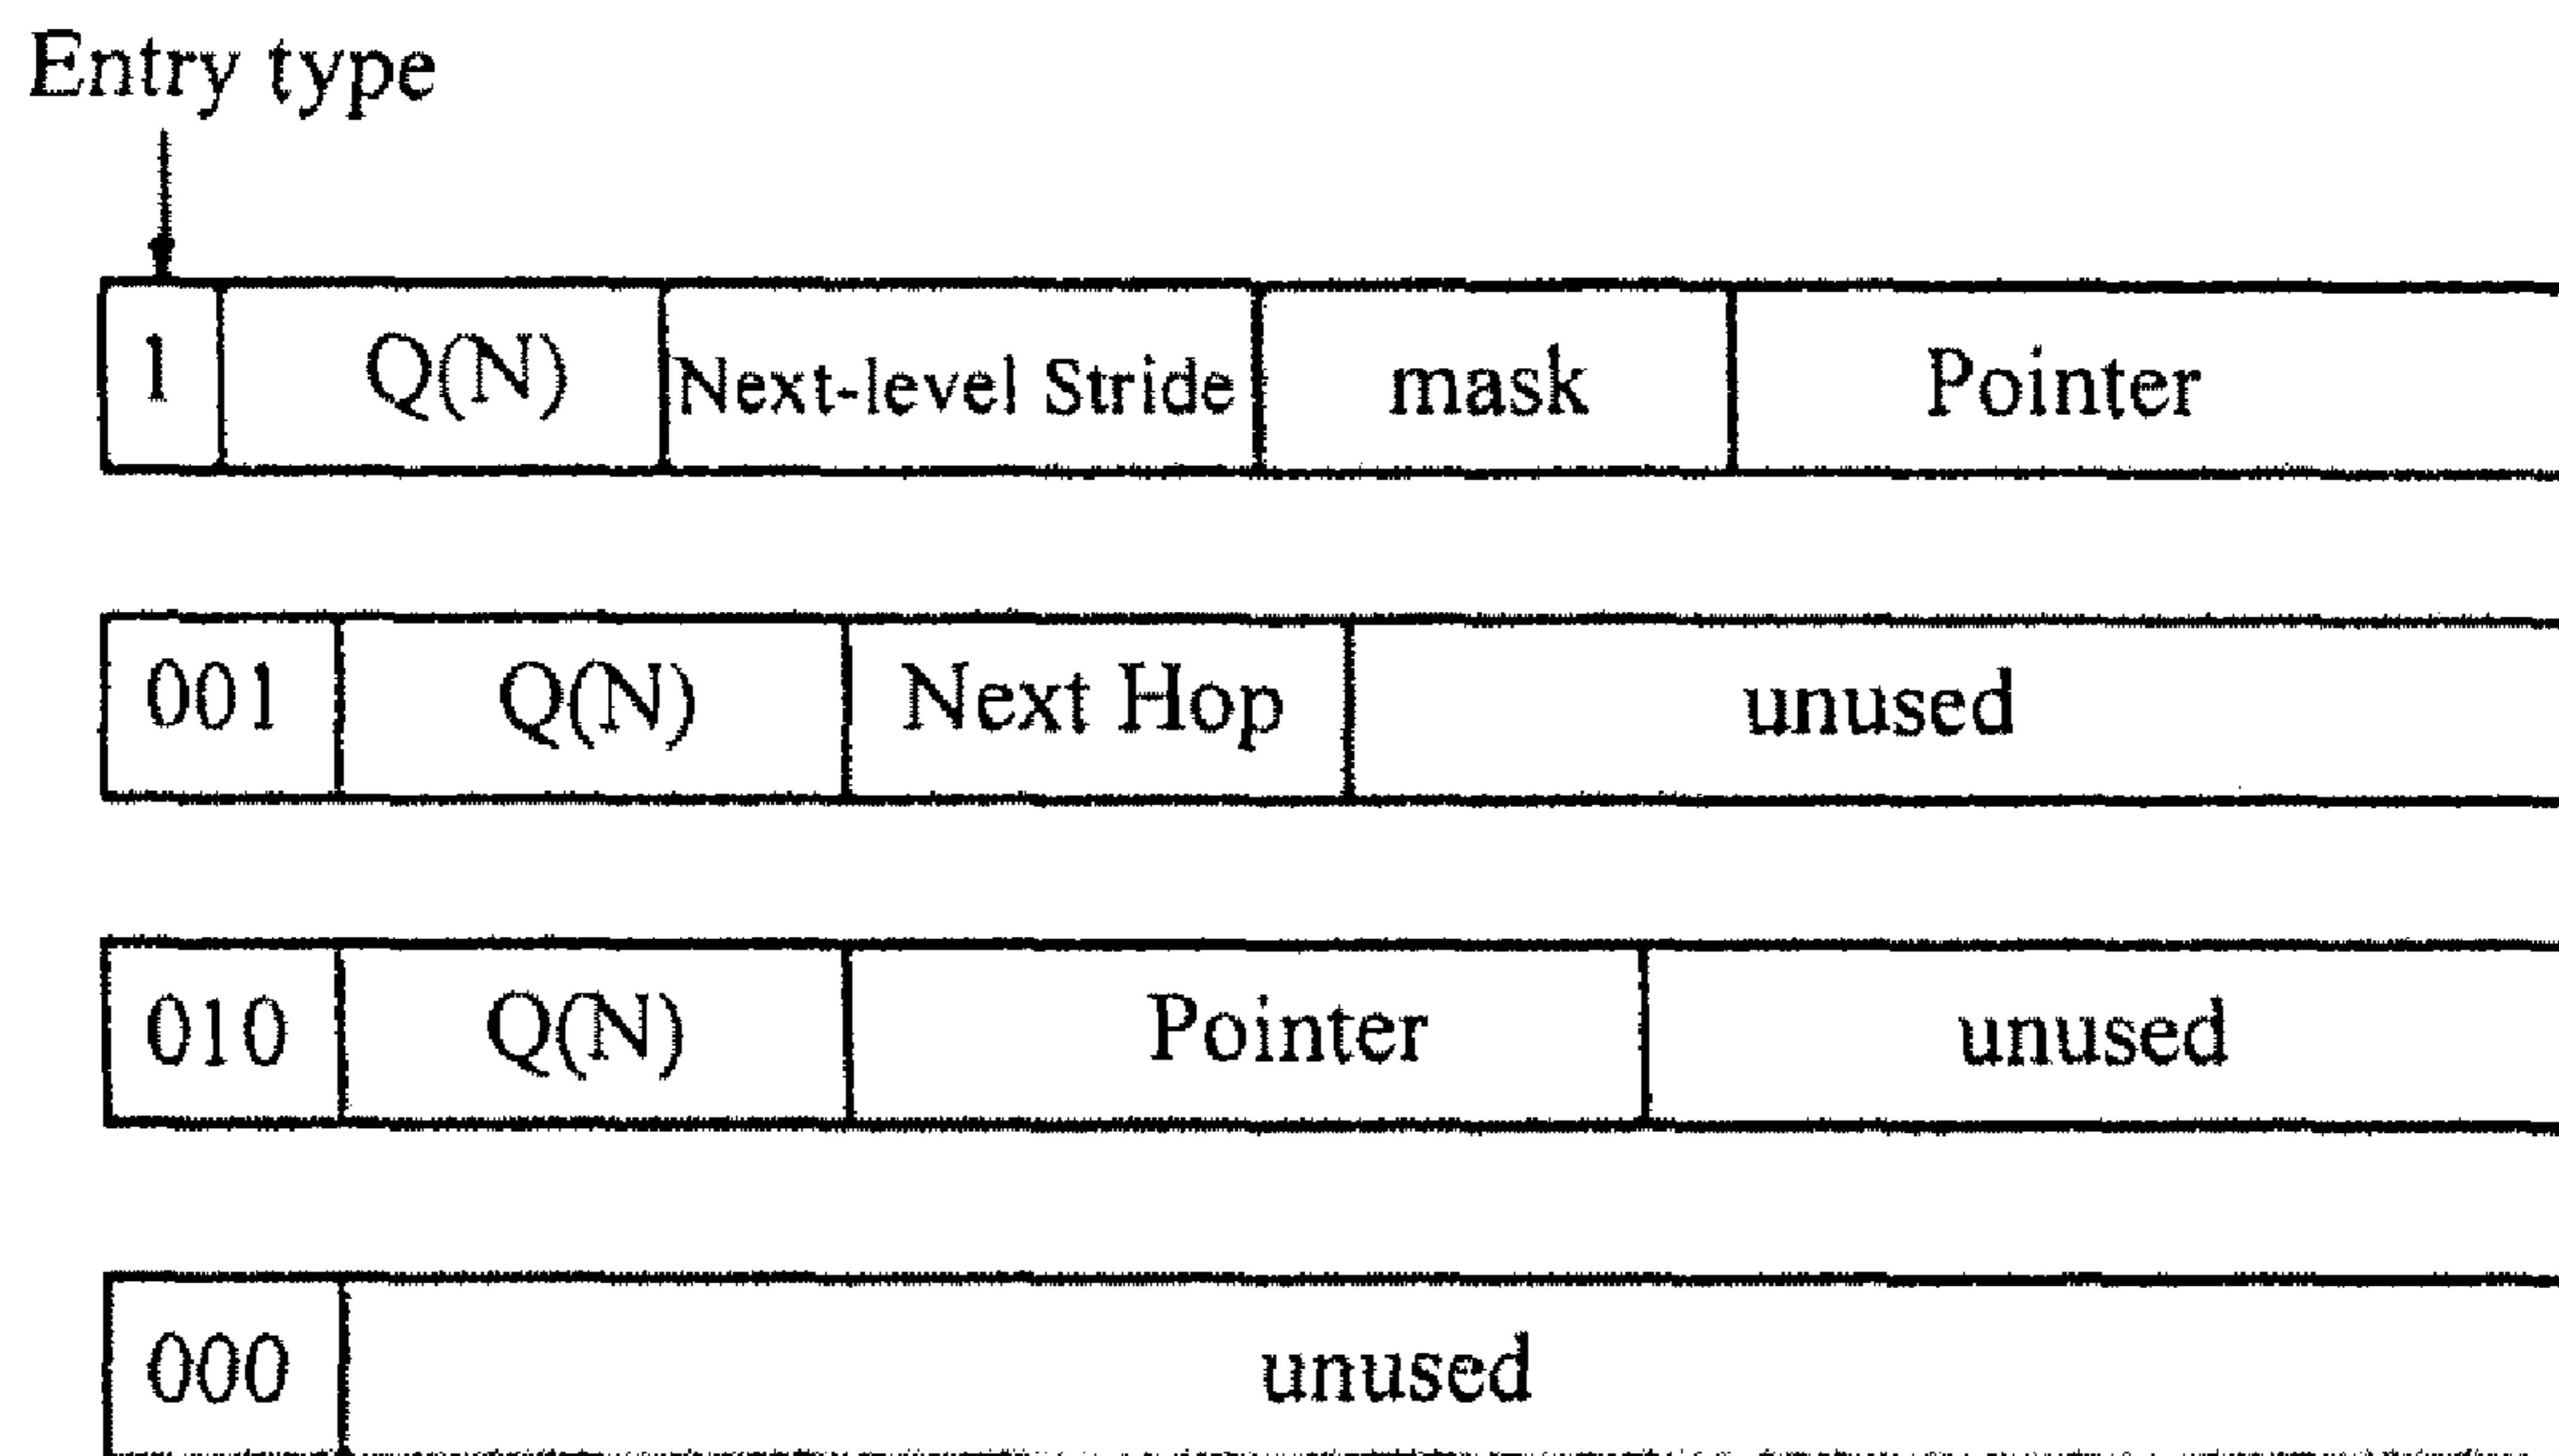 Entry type
1 Q(N) Next-level Stride mask Pointer
001 Q(N) Next Hop unused
010 Q(N) Pointer unused
000 unused